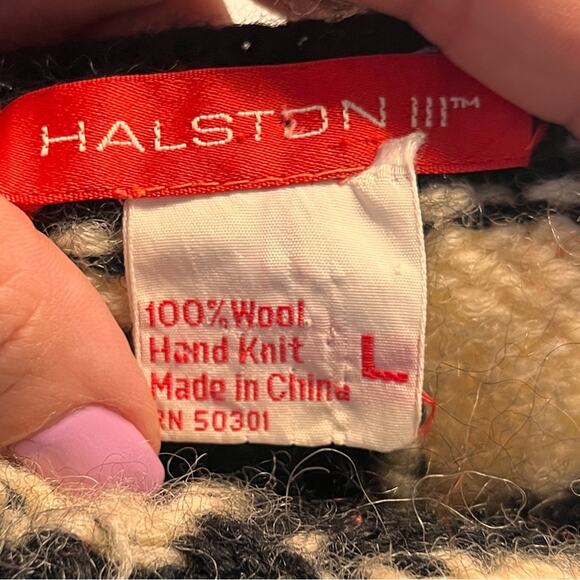 HALSTON III™
100% Wool
Hand Knit
Made in China
L
RN 50301